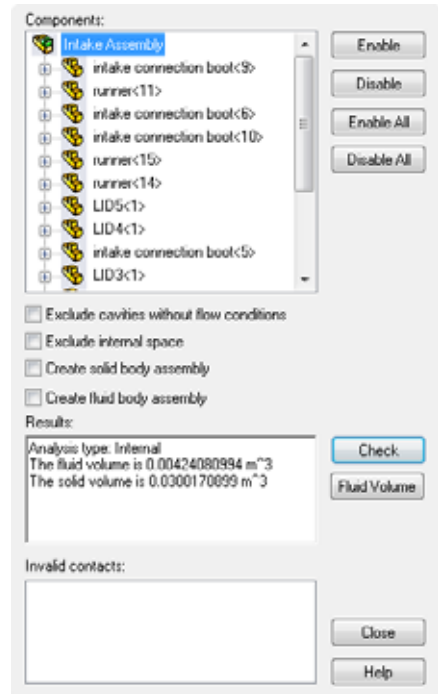 Components:
Intake Assembly
intake connection boot<9>
runner<11>
intake connection boot<6>
intake connection boot<10>
runner<15>
runner<14>
LID5<1>
LID4<1>
intake connection boot<5>
LID3<1>
Enable
Disable
Enable All
Disable All
Exclude cavities without flow conditions
Exclude internal space
Create solid body assembly
Create fluid body assembly
Results:
Analysis type: Internal
The fluid volume is 0.00424080994 m^3
The solid volume is 0.0300170099 m^3
Check
Fluid Volume
Invalid contacts:
Close
Help